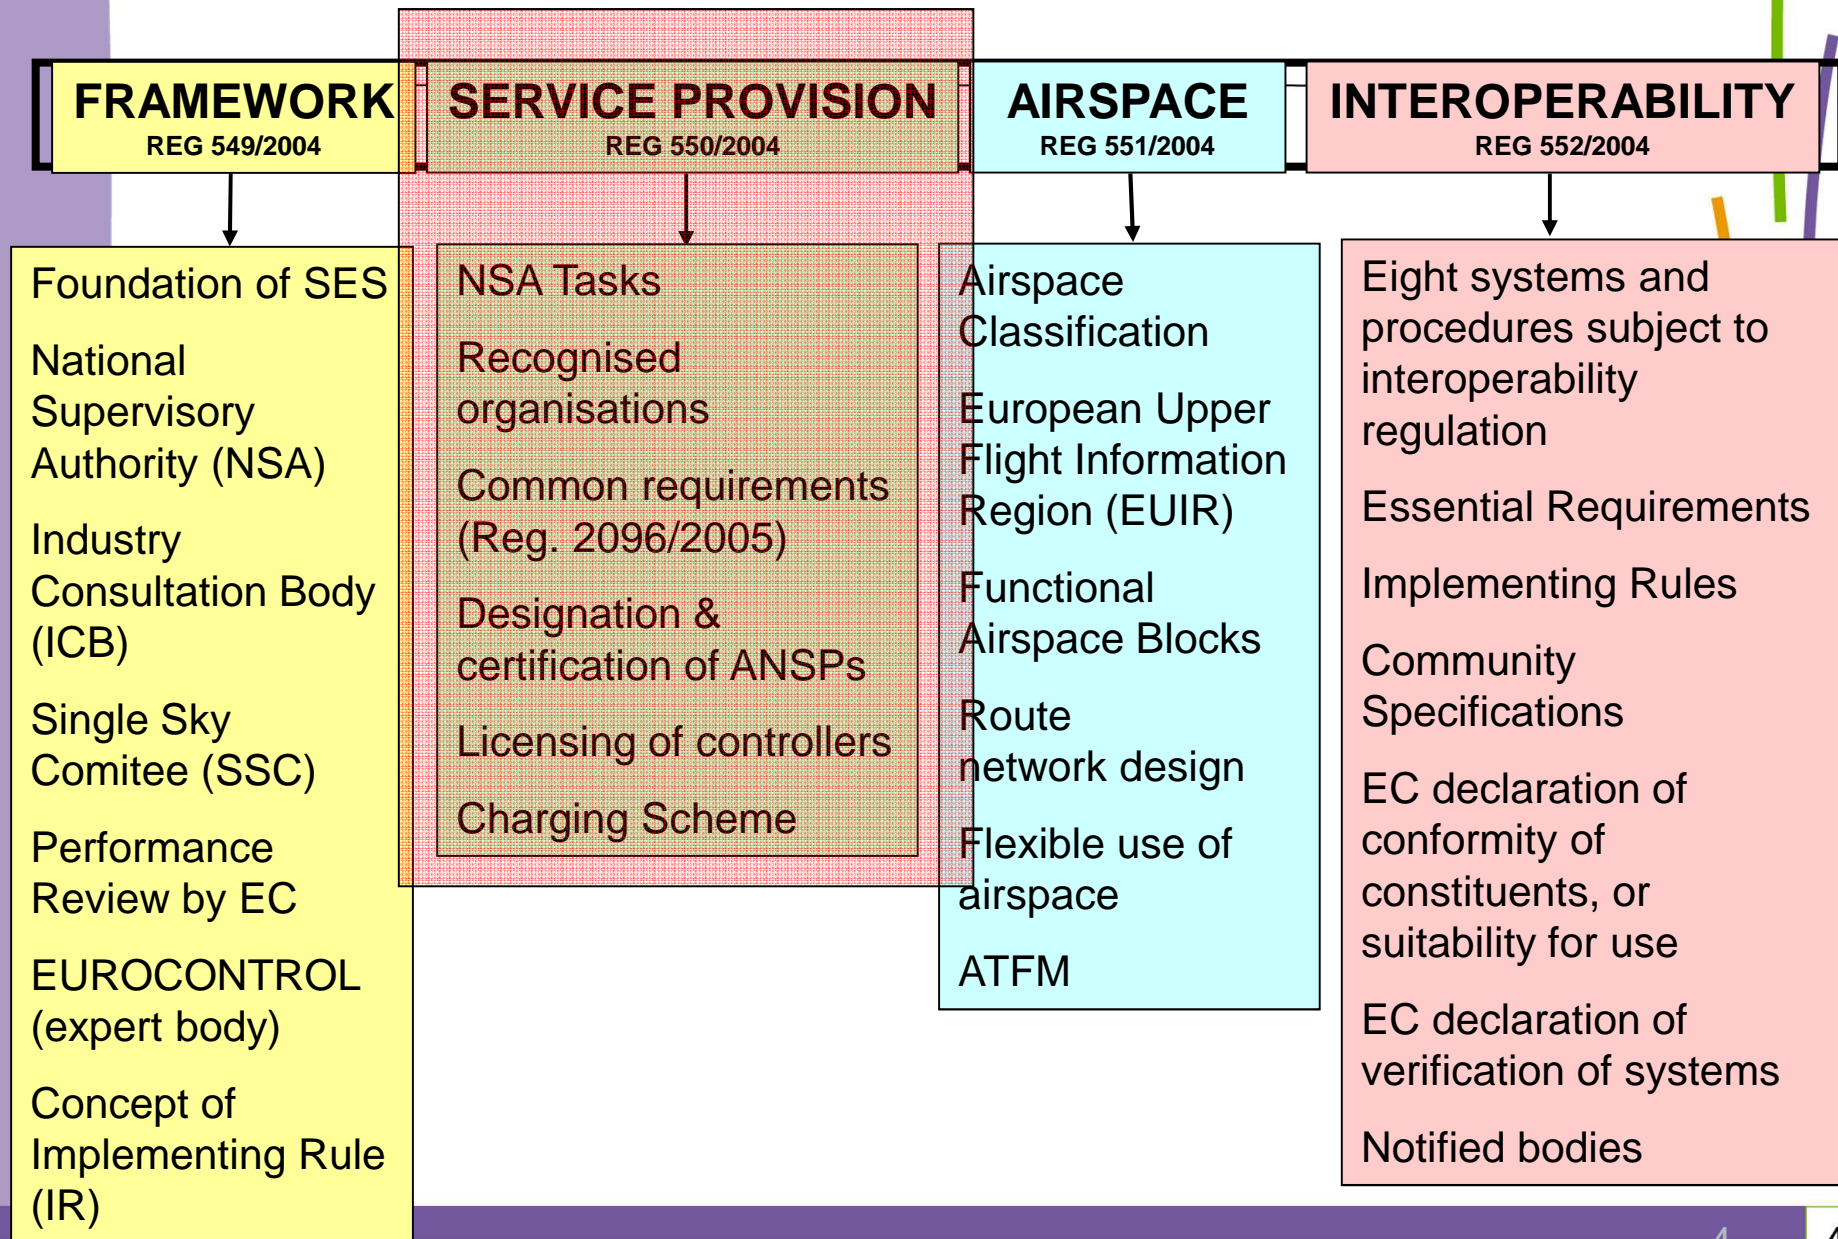 FRAMEWORK
REG 549/2004
SERVICE PROVISION
REG 550/2004
AIRSPACE
REG 551/2004
INTEROPERABILITY
REG 552/2004
Foundation of SES
National
Supervisory
Authority (NSA)
Industry
Consultation Body
(ICB)
Single Sky
Comitee (SSC)
Performance
Review by EC
EUROCONTROL
(expert body)
Concept of
Implementing Rule
(IR)
NSA Tasks
Recognised
organisations
Common requirements
(Reg. 2096/2005)
Designation &
certification of ANSPs
Licensing of controllers
Charging Scheme
Airspace
Classification
European Upper
Flight Information
Region (EUIR)
Functional
Airspace Blocks
Route
network design
Flexible use of
airspace
ATFM
Eight systems and
procedures subject to
interoperability
regulation
Essential Requirements
Implementing Rules
Community
Specifications
EC declaration of
conformity of
constituents, or
suitability for use
EC declaration of
verification of systems
Notified bodies
4